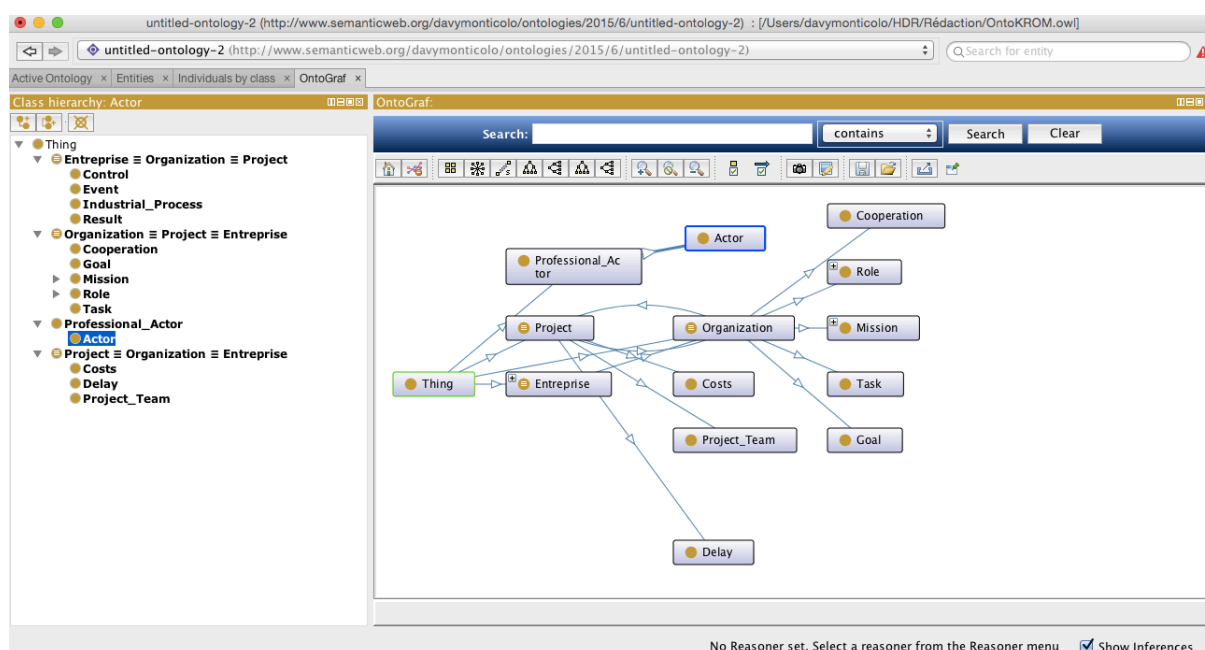 untitled-ontology-2 (http://www.semanticweb.org/davymonticolo/ontologies/2015/6/untitled-ontology-2) : [/Users/davymonticolo/HDR/Rédaction/OntoKROM.owl]
untitled-ontology-2 (http://www.semanticweb.org/davymonticolo/ontologies/2015/6/untitled-ontology-2)
Search for entity
Active Ontology × Entities × Individuals by class × OntoGraf ×
Class hierarchy: Actor
Thing
Entreprise ≡ Organization ≡ Project
Control
Event
Industrial_Process
Result
Organization ≡ Project ≡ Entreprise
Cooperation
Goal
Mission
Role
Task
Professional_Actor
Actor
Project ≡ Organization ≡ Entreprise
Costs
Delay
Project_Team
OntoGraf:
Search: contains Search Clear
Cooperation
Actor
Professional_Ac
tor
Role
Project
Organization
Mission
Thing
Entreprise
Costs
Task
Project_Team
Goal
Delay
No Reasoner set. Select a reasoner from the Reasoner menu Show Inferences